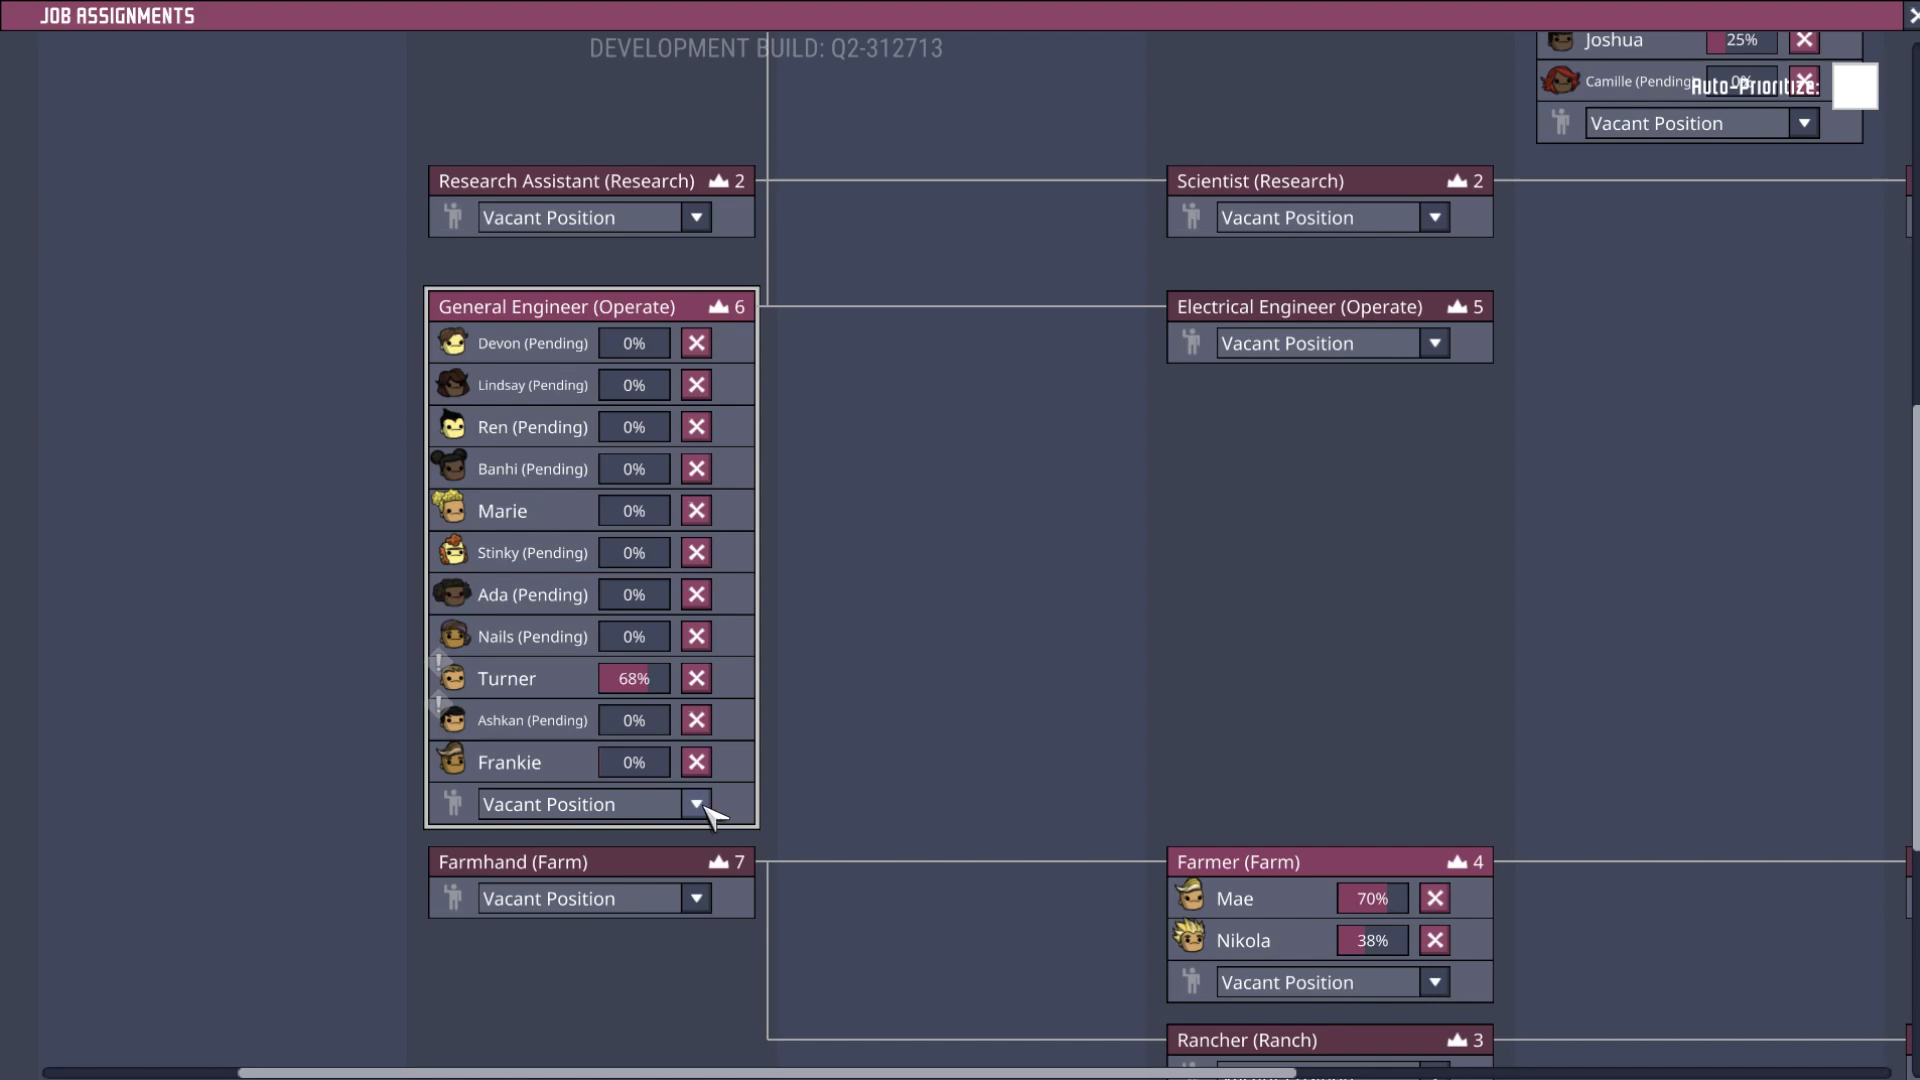 JOB ASSIGNMENTS
DEVELOPMENT BUILD: Q2-312713
Joshua 25%
Camille (Pending) 0%
Auto-Prioritize:
Vacant Position
Research Assistant (Research) 2
Vacant Position
Scientist (Research) 2
Vacant Position
General Engineer (Operate) 6
Devon (Pending) 0%
Lindsay (Pending) 0%
Ren (Pending) 0%
Banhi (Pending) 0%
Marie 0%
Stinky (Pending) 0%
Ada (Pending) 0%
Nails (Pending) 0%
! Turner 68%
! Ashkan (Pending) 0%
Frankie 0%
Vacant Position
Electrical Engineer (Operate) 5
Vacant Position
Farmhand (Farm) 7
Vacant Position
Farmer (Farm) 4
Mae 70%
Nikola 38%
Vacant Position
Rancher (Ranch) 3